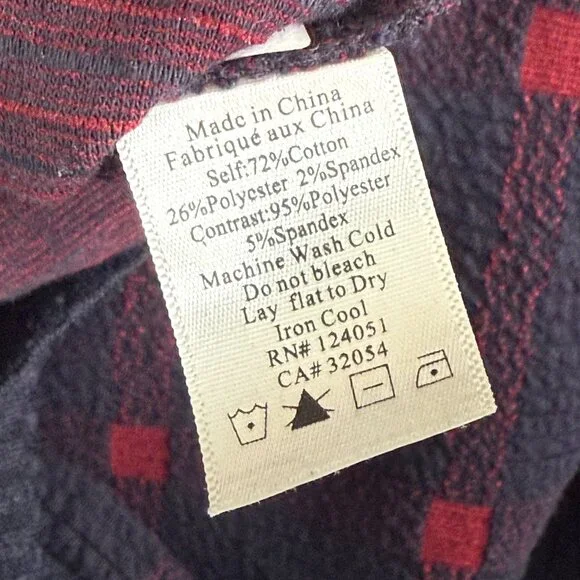 Made in China
Fabriqué aux China
Self:72%Cotton
26%Polyester 2%Spandex
Contrast:95%Polyester
5%Spandex
Machine Wash Cold
Do not bleach
Lay flat to Dry
Iron Cool
RN# 124051
CA# 32054